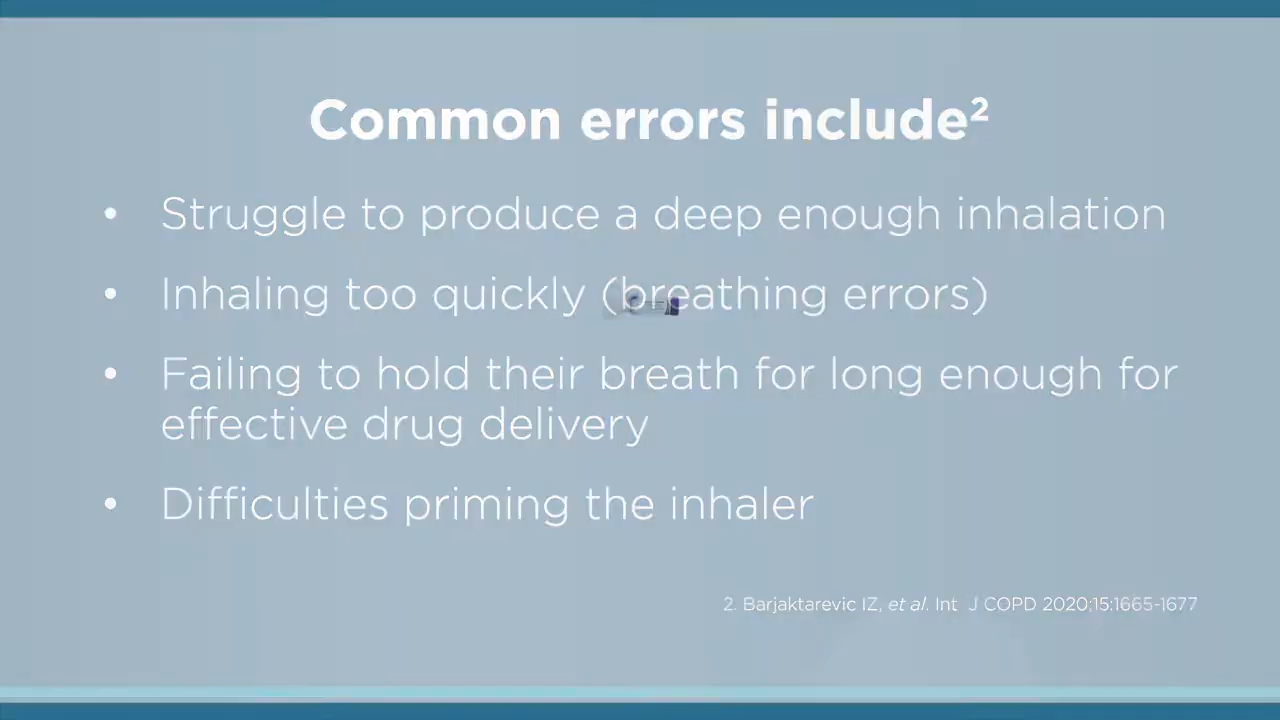 Common errors include²
• Struggle to produce a deep enough inhalation
• Inhaling too quickly (breathing errors)
• Failing to hold their breath for long enough for
effective drug delivery
• Difficulties priming the inhaler
2. Barjaktarevic IZ, et al. Int J COPD 2020;15:1665-1677